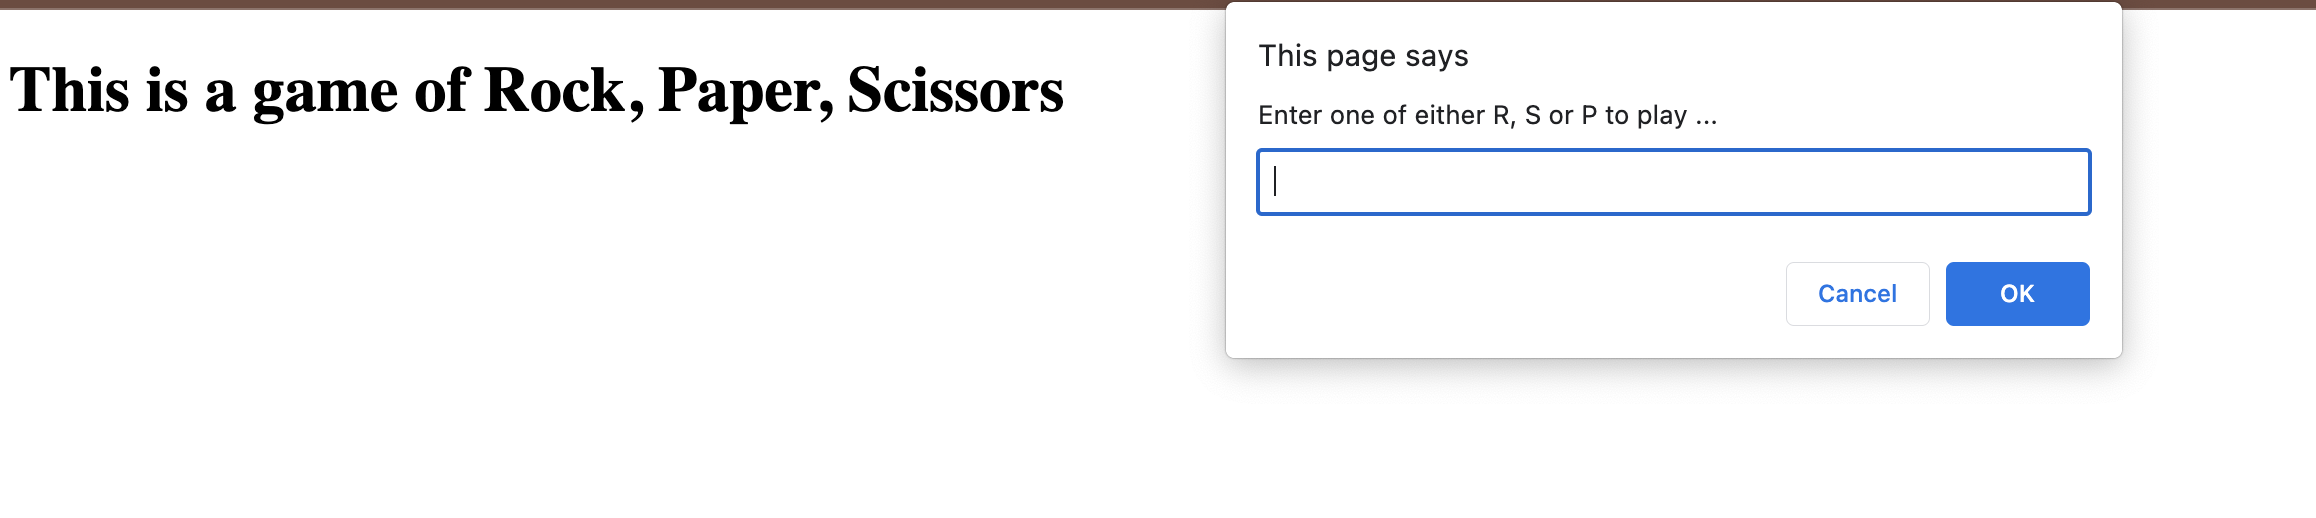 This is a game of Rock, Paper, Scissors
This page says
Enter one of either R, S or P to play ...
Cancel
OK